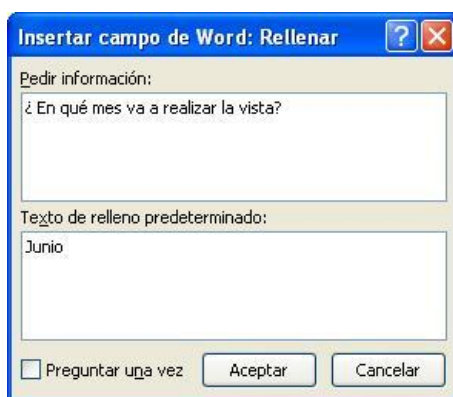 Insertar campo de Word: Rellenar
Pedir información:
¿ En qué mes va a realizar la vista?
Texto de relleno predeterminado:
Junio
Preguntar una vez Aceptar Cancelar